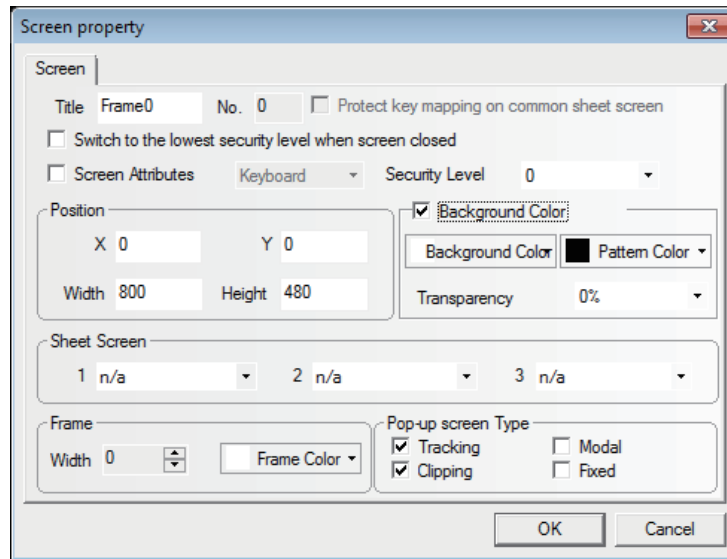 Screen property
Screen
Title Frame0 No. 0 Protect key mapping on common sheet screen
Switch to the lowest security level when screen closed
Screen Attributes Keyboard Security Level 0
Position Background Color
X 0 Y 0 Background Color Pattern Color
Width 800 Height 480 Transparency 0%
Sheet Screen
1 n/a 2 n/a 3 n/a
Frame Pop-up screen Type
Width 0 Frame Color Tracking Modal
Clipping Fixed
OK Cancel